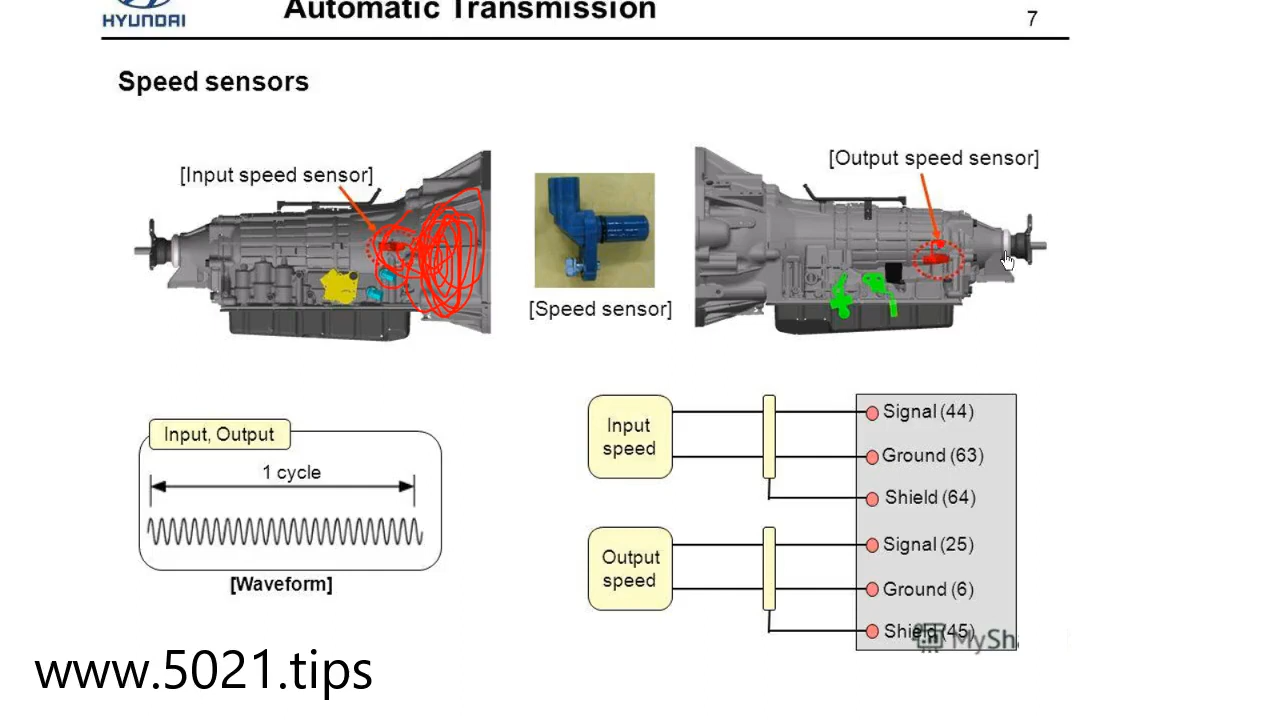 Automatic Transmission
HYUNDAI
7
Speed sensors
[Input speed sensor]
[Output speed sensor]
[Speed sensor]
Input, Output
1 cycle
[Waveform]
Input
speed
Signal (44)
Ground (63)
Shield (64)
Output
speed
Signal (25)
Ground (6)
Shield (45)
www.5021.tips